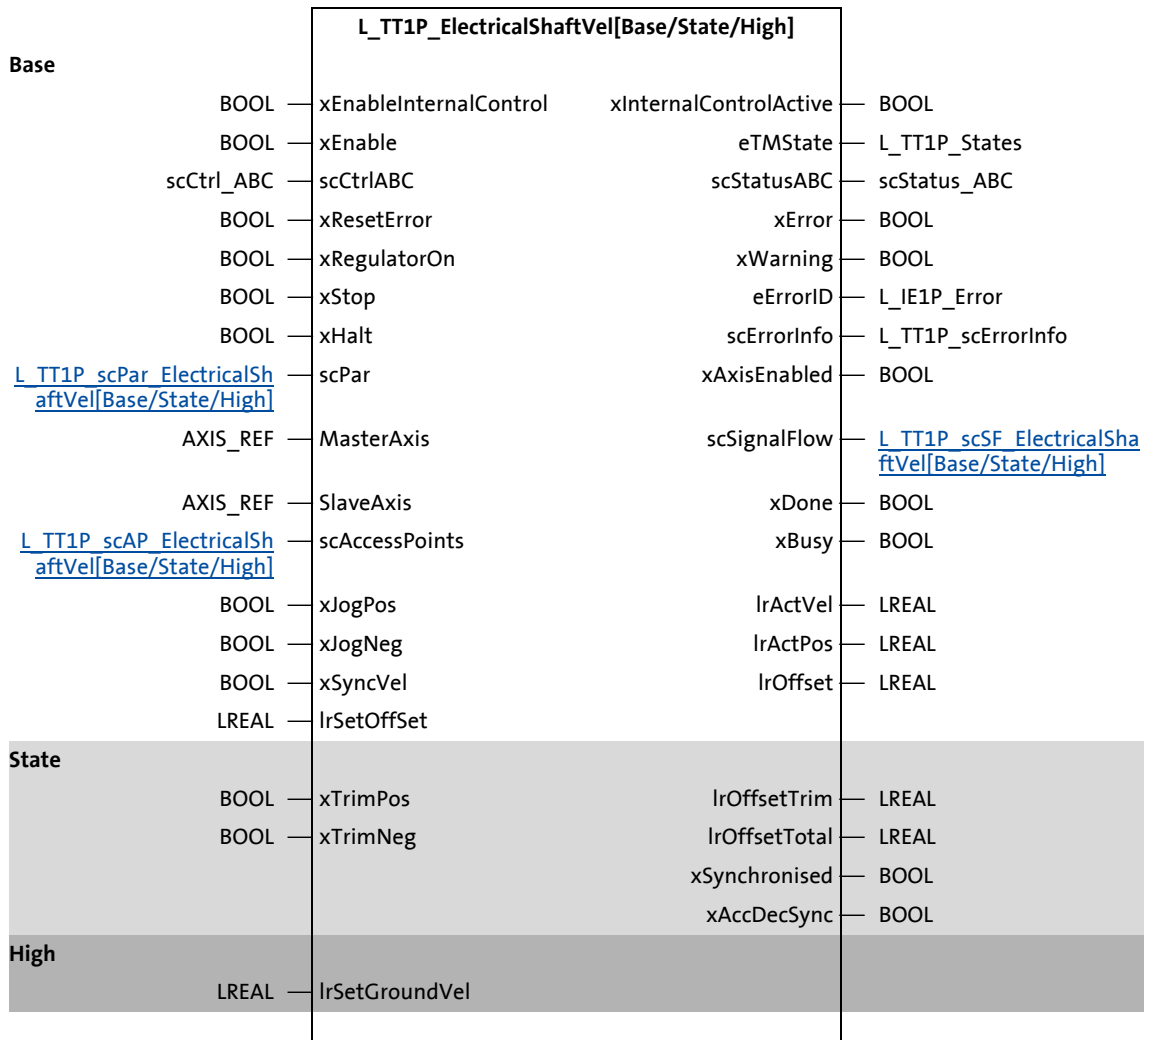 L_TT1P_ElectricalShaftVel[Base/State/High]
Base
BOOL xEnableInternalControl xInternalControlActive BOOL
BOOL xEnable eTMState L_TT1P_States
scCtrl_ABC scCtrlABC scStatusABC scStatus_ABC
BOOL xResetError xError BOOL
BOOL xRegulatorOn xWarning BOOL
BOOL xStop eErrorID L_IE1P_Error
BOOL xHalt scErrorInfo L_TT1P_scErrorInfo
L_TT1P_scPar_ElectricalSh scPar xAxisEnabled BOOL
aftVel[Base/State/High]
AXIS_REF MasterAxis scSignalFlow L_TT1P_scSF_ElectricalSha
ftVel[Base/State/High]
AXIS_REF SlaveAxis xDone BOOL
L_TT1P_scAP_ElectricalSh scAccessPoints xBusy BOOL
aftVel[Base/State/High]
BOOL xJogPos lrActVel LREAL
BOOL xJogNeg lrActPos LREAL
BOOL xSyncVel lrOffset LREAL
LREAL lrSetOffSet
State
BOOL xTrimPos lrOffsetTrim LREAL
BOOL xTrimNeg lrOffsetTotal LREAL
xSynchronised BOOL
xAccDecSync BOOL
High
LREAL lrSetGroundVel